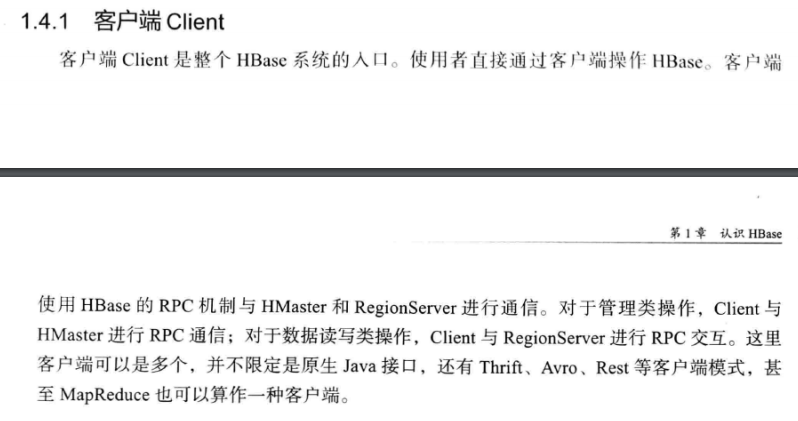 1.4.1 客户端 Client
客户端 Client 是整个 HBase 系统的入口。使用者直接通过客户端操作 HBase。客户端
第 1 章 认识 HBase
使用 HBase 的 RPC 机制与 HMaster 和 RegionServer 进行通信。对于管理类操作，Client 与
HMaster 进行 RPC 通信；对于数据读写类操作，Client 与 RegionServer 进行 RPC 交互。这里
客户端可以是多个，并不限定是原生 Java 接口，还有 Thrift、Avro、Rest 等客户端模式，甚
至 MapReduce 也可以算作一种客户端。